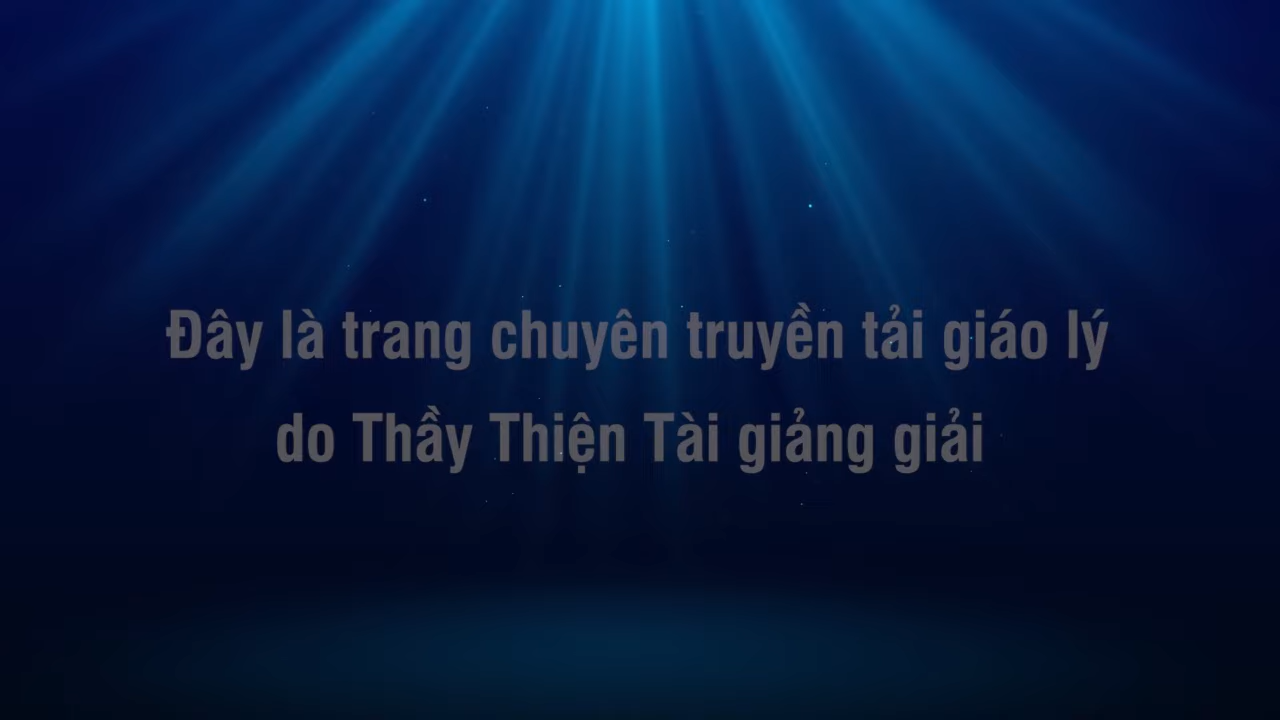 Đây là trang chuyên truyền tải giáo lý
do Thầy Thiện Tài giảng giải